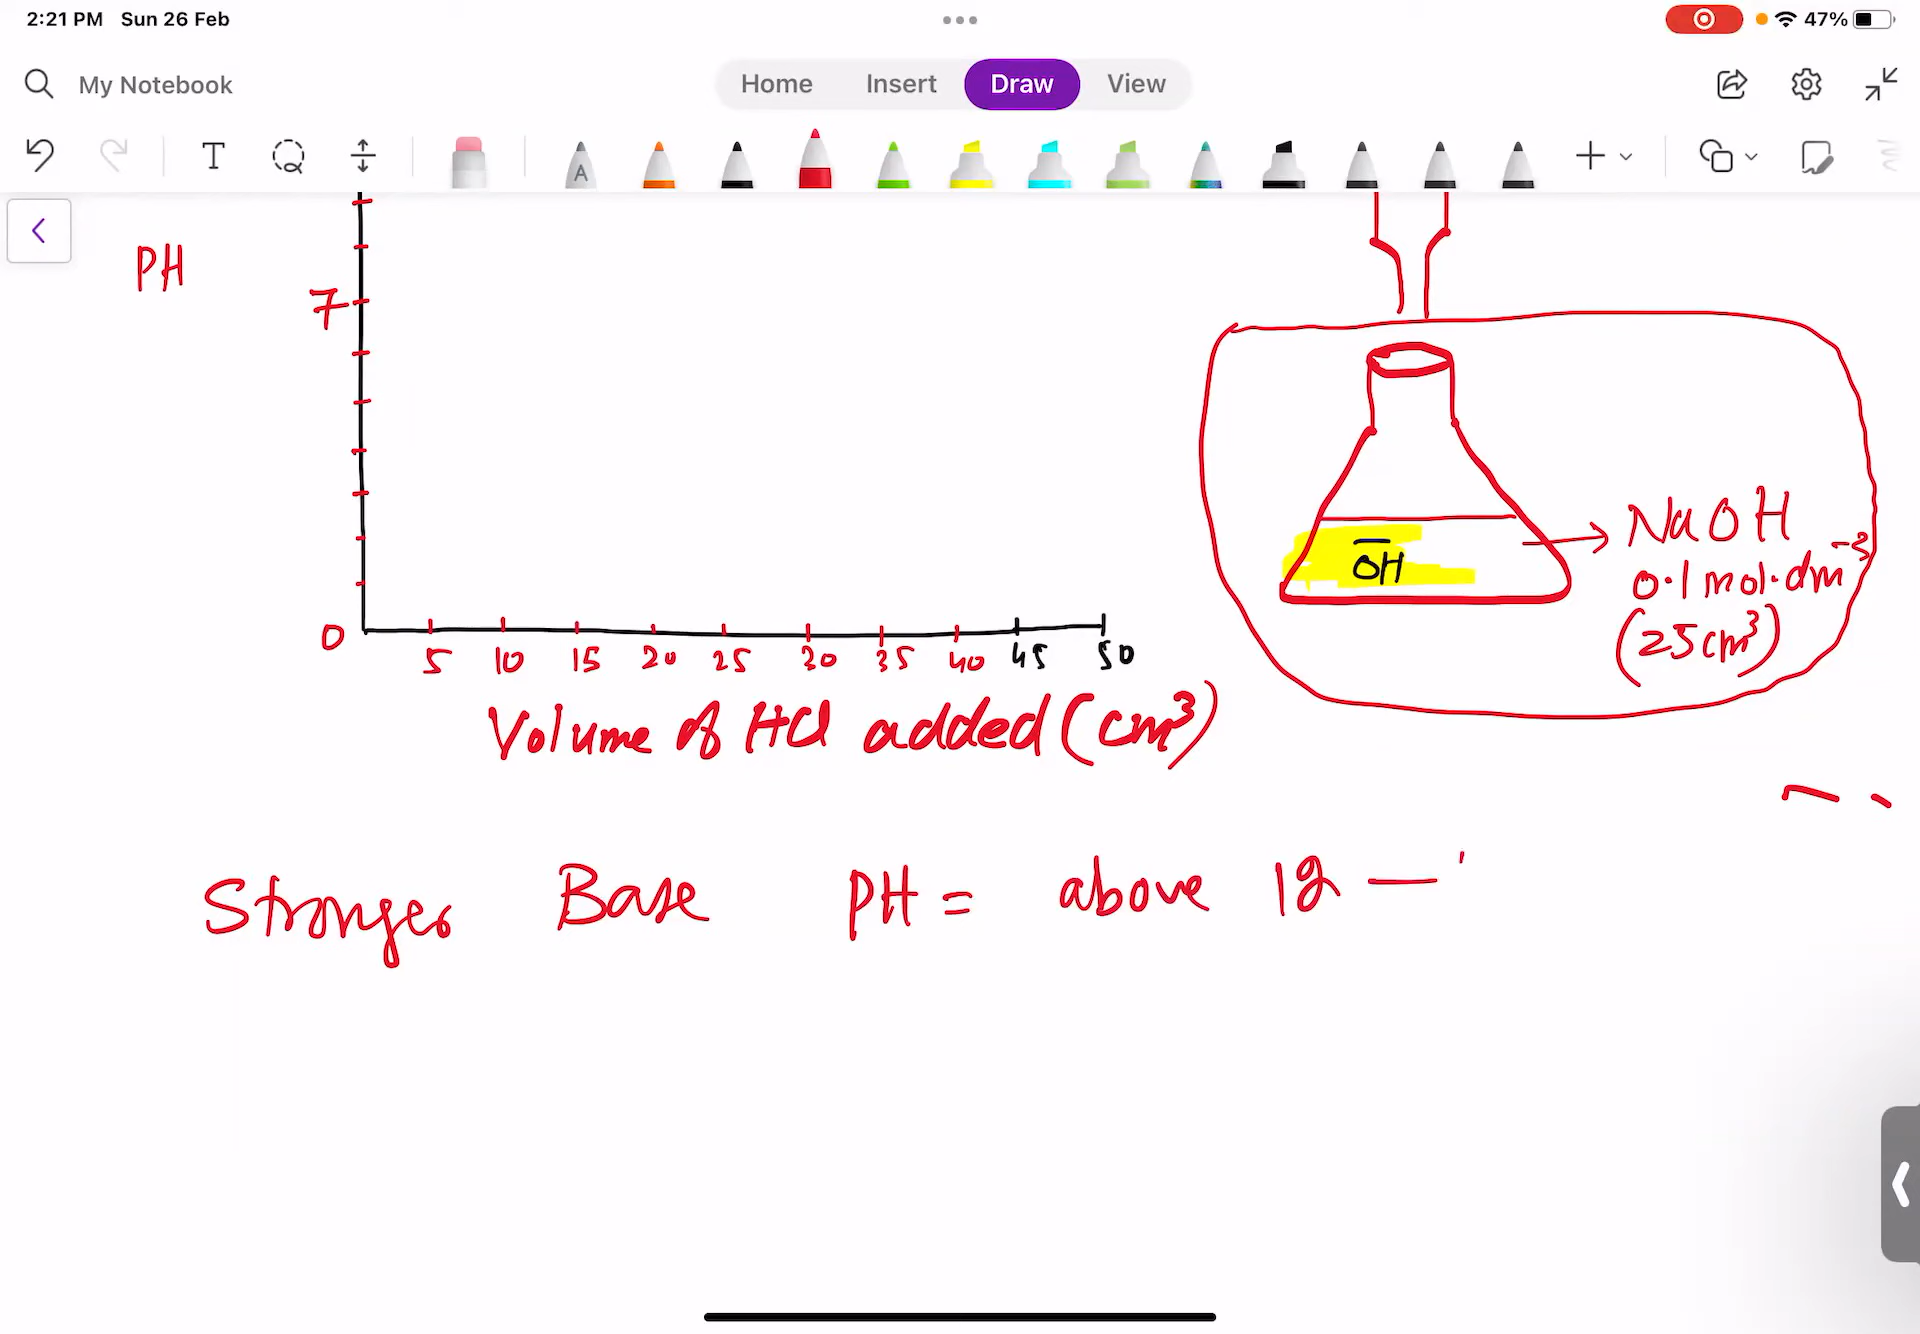 2:21 PM Sun 26 Feb
47%
My Notebook
Home Insert Draw View
T
A
PH
7
0
5 10 15 20 25 30 35 40 45 50
Volume of HCl added (cm³)
OH⁻
NaOH
0.1 mol.dm⁻³
(25cm³)
Stronger Base PH = above 12 —